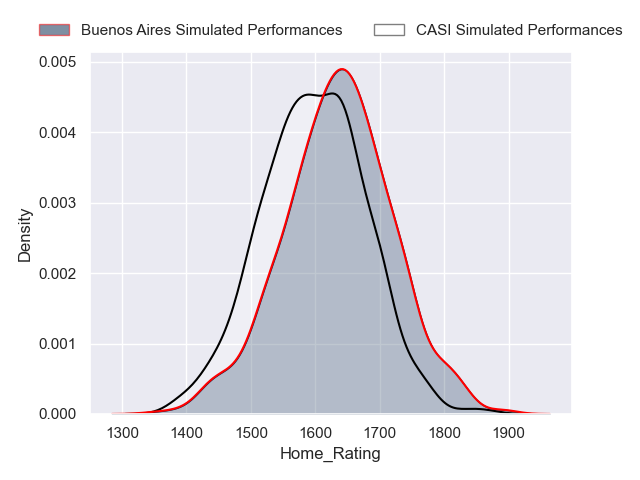 Buenos Aires Simulated Performances CASI Simulated Performances
0.005
0.004
0.003
0.002
0.001
0.000
Density
1300 1400 1500 1600 1700 1800 1900
Home_Rating